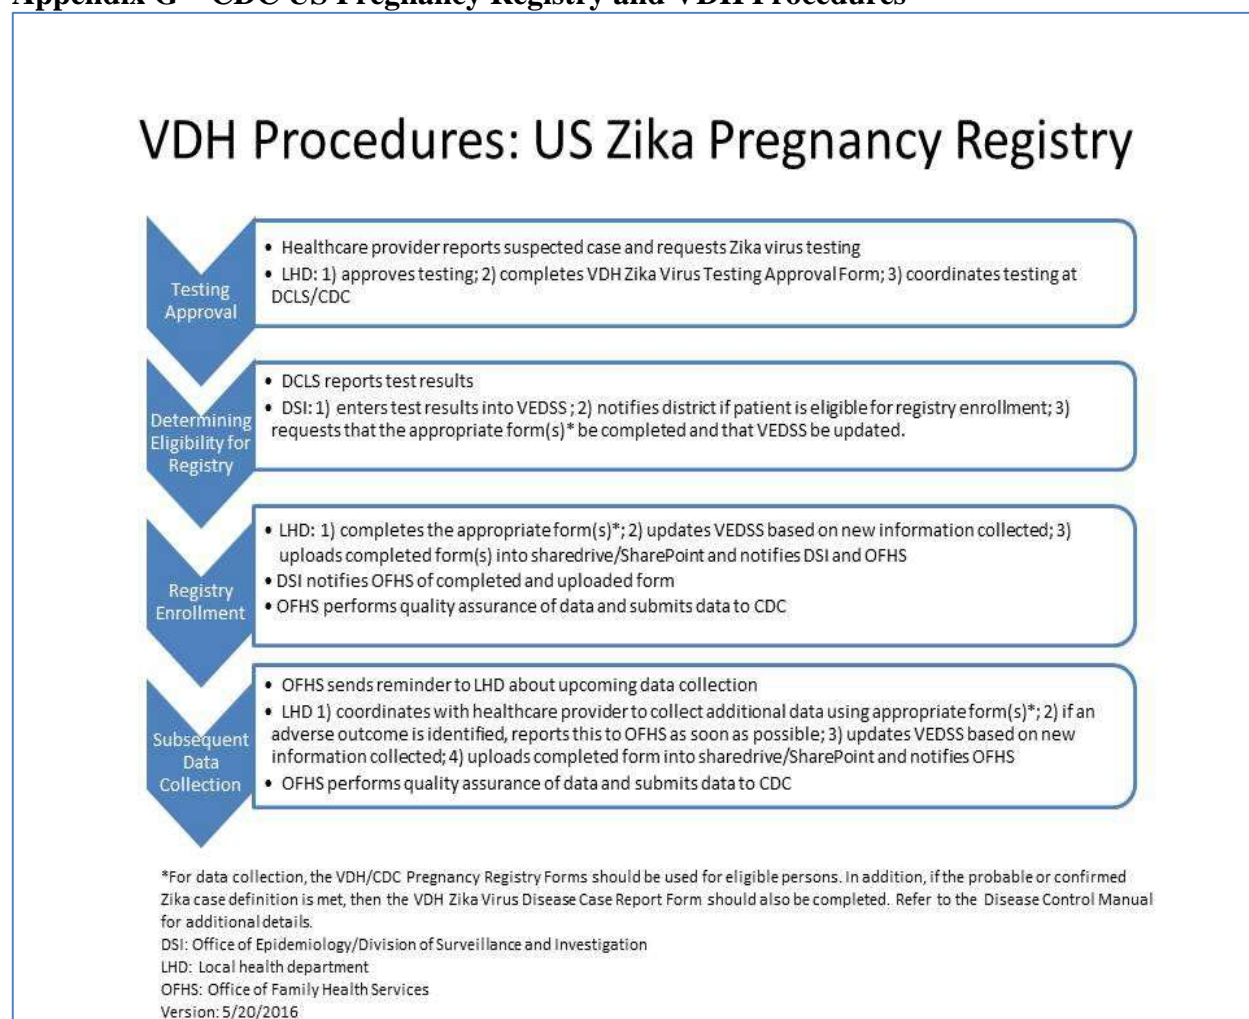 Appendix G – CDC US Pregnancy Registry and VDH Procedures
VDH Procedures: US Zika Pregnancy Registry
Testing
Approval
• Healthcare provider reports suspected case and requests Zika virus testing
• LHD: 1) approves testing; 2) completes VDH Zika Virus Testing Approval Form; 3) coordinates testing at
DCLS/CDC
Determining
Eligibility for
Registry
• DCLS reports test results
• DSI: 1) enters test results into VEDSS ; 2) notifies district if patient is eligible for registry enrollment; 3)
requests that the appropriate form(s)* be completed and that VEDSS be updated.
Registry
Enrollment
• LHD: 1) completes the appropriate form(s)*; 2) updates VEDSS based on new information collected; 3)
uploads completed form(s) into sharedrive/SharePoint and notifies DSI and OFHS
• DSI notifies OFHS of completed and uploaded form
• OFHS performs quality assurance of data and submits data to CDC
Subsequent
Data
Collection
• OFHS sends reminder to LHD about upcoming data collection
• LHD 1) coordinates with healthcare provider to collect additional data using appropriate form(s)*; 2) if an
adverse outcome is identified, reports this to OFHS as soon as possible; 3) updates VEDSS based on new
information collected; 4) uploads completed form into sharedrive/SharePoint and notifies OFHS
• OFHS performs quality assurance of data and submits data to CDC
*For data collection, the VDH/CDC Pregnancy Registry Forms should be used for eligible persons. In addition, if the probable or confirmed
Zika case definition is met, then the VDH Zika Virus Disease Case Report Form should also be completed. Refer to the Disease Control Manual
for additional details.
DSI: Office of Epidemiology/Division of Surveillance and Investigation
LHD: Local health department
OFHS: Office of Family Health Services
Version: 5/20/2016